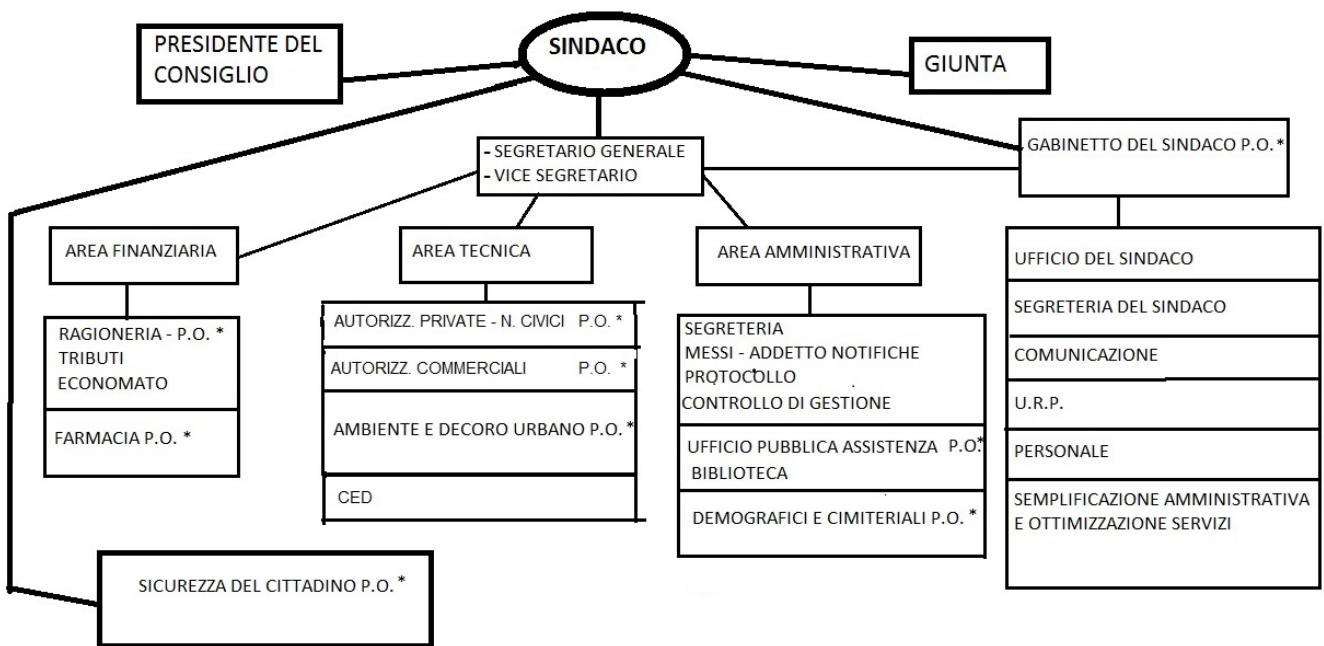 PRESIDENTE DEL
CONSIGLIO
SINDACO
GIUNTA
- SEGRETARIO GENERALE
- VICE SEGRETARIO
GABINETTO DEL SINDACO P.O. *
AREA FINANZIARIA
AREA TECNICA
AREA AMMINISTRATIVA
RAGIONERIA - P.O. *
TRIBUTI
ECONOMATO
FARMACIA P.O. *
AUTORIZZ. PRIVATE - N. CIVICI P.O. *
AUTORIZZ. COMMERCIALI P.O. *
AMBIENTE E DECORO URBANO P.O. *
CED
SEGRETERIA
MESSI - ADDETTO NOTIFICHE
PROTOCOLLO
CONTROLLO DI GESTIONE
UFFICIO PUBBLICA ASSISTENZA P.O. *
BIBLIOTECA
DEMOGRAFICI E CIMITERIALI P.O. *
UFFICIO DEL SINDACO
SEGRETERIA DEL SINDACO
COMUNICAZIONE
U.R.P.
PERSONALE
SEMPLIFICAZIONE AMMINISTRATIVA
E OTTIMIZZAZIONE SERVIZI
SICUREZZA DEL CITTADINO P.O. *